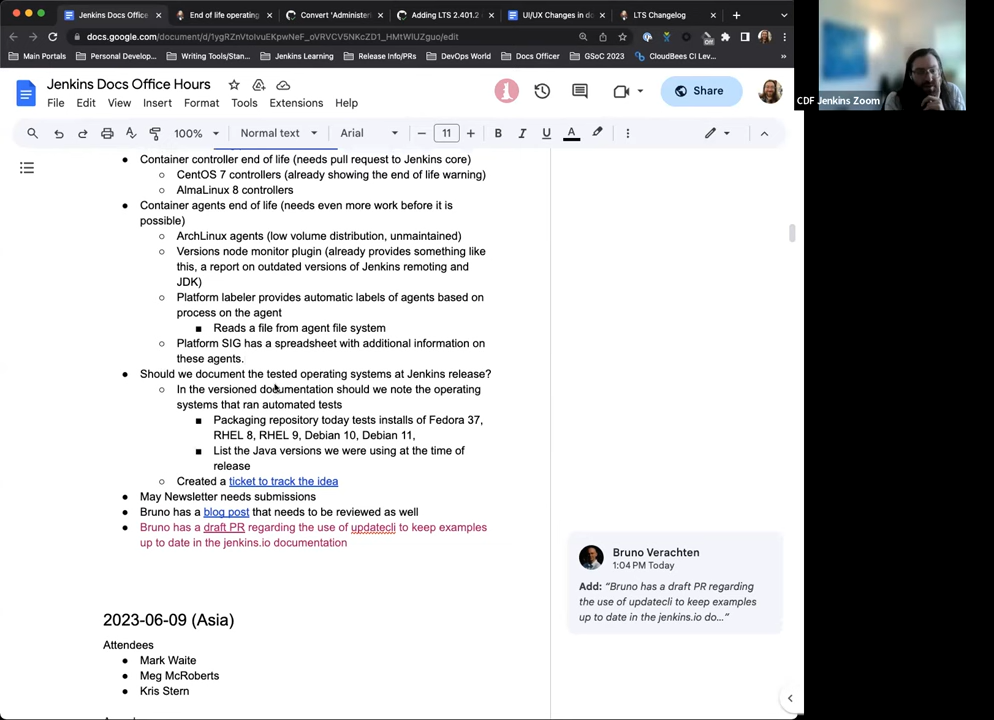 Jenkins Docs Office
End of life operating
Convert 'Administer
Adding LTS 2.401.2
UI/UX Changes in d
LTS Changelog
docs.google.com/document/d/1ygRZnVtoIvuEKpwNeF_oVRVCV5NKcZD1_HMtWlUZguo/edit
Main Portals
Personal Develop...
Writing Tools/Stan...
Jenkins Learning
Release Info/PRs
DevOps World
Docs Officer
GSoC 2023
CloudBees CI Lev...
CDF Jenkins Zoom
Jenkins Docs Office Hours
File Edit View Insert Format Tools Extensions Help
Share
100% Normal text Arial 11
Container controller end of life (needs pull request to Jenkins core)
CentOS 7 controllers (already showing the end of life warning)
AlmaLinux 8 controllers
Container agents end of life (needs even more work before it is
possible)
ArchLinux agents (low volume distribution, unmaintained)
Versions node monitor plugin (already provides something like
this, a report on outdated versions of Jenkins remoting and
JDK)
Platform labeler provides automatic labels of agents based on
process on the agent
Reads a file from agent file system
Platform SIG has a spreadsheet with additional information on
these agents.
Should we document the tested operating systems at Jenkins release?
In the versioned documentation should we note the operating
systems that ran automated tests
Packaging repository today tests installs of Fedora 37,
RHEL 8, RHEL 9, Debian 10, Debian 11,
List the Java versions we were using at the time of
release
Created a ticket to track the idea
May Newsletter needs submissions
Bruno has a blog post that needs to be reviewed as well
Bruno has a draft PR regarding the use of updatecli to keep examples
up to date in the jenkins.io documentation
Bruno Verachten
1:04 PM Today
Add: “Bruno has a draft PR regarding
the use of updatecli to keep examples
up to date in the jenkins.io do...”
2023-06-09 (Asia)
Attendees
Mark Waite
Meg McRoberts
Kris Stern